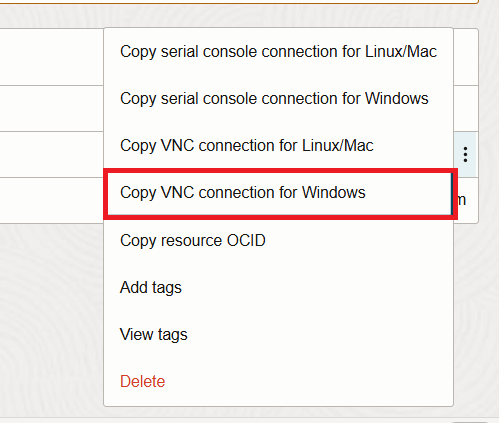 Copy serial console connection for Linux/Mac
Copy serial console connection for Windows
Copy VNC connection for Linux/Mac
Copy VNC connection for Windows
Copy resource OCID
Add tags
View tags
Delete